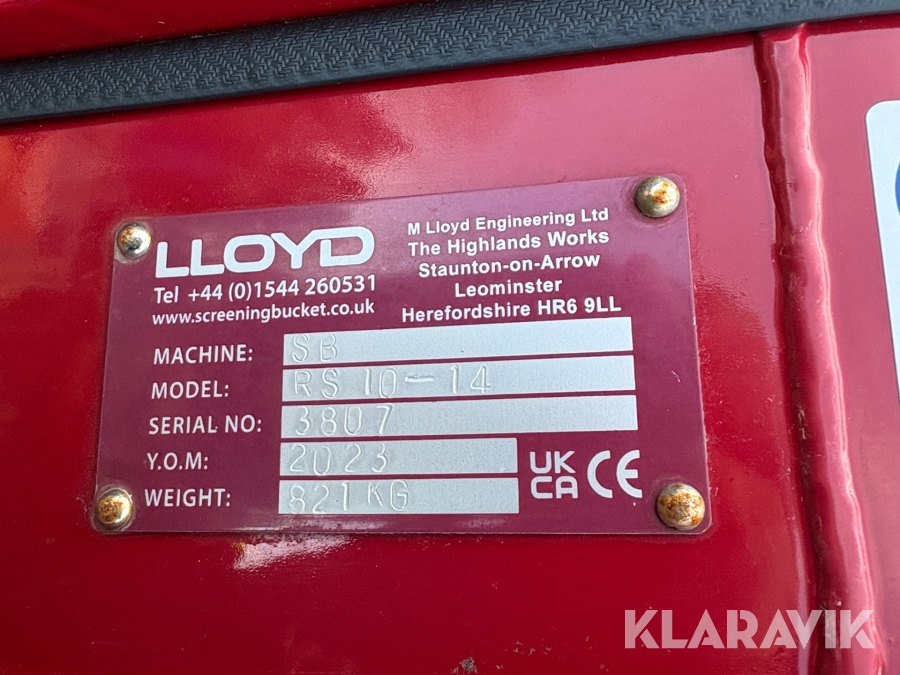 LLOYD
Tel +44 (0)1544 260531
www.screeningbucket.co.uk
M Lloyd Engineering Ltd
The Highlands Works
Staunton-on-Arrow
Leominster
Herefordshire HR6 9LL
MACHINE: SB
MODEL: RS 10-14
SERIAL NO: 3807
Y.O.M: 2023
WEIGHT: 821 KG
UK
CA CE
KLARAVIK